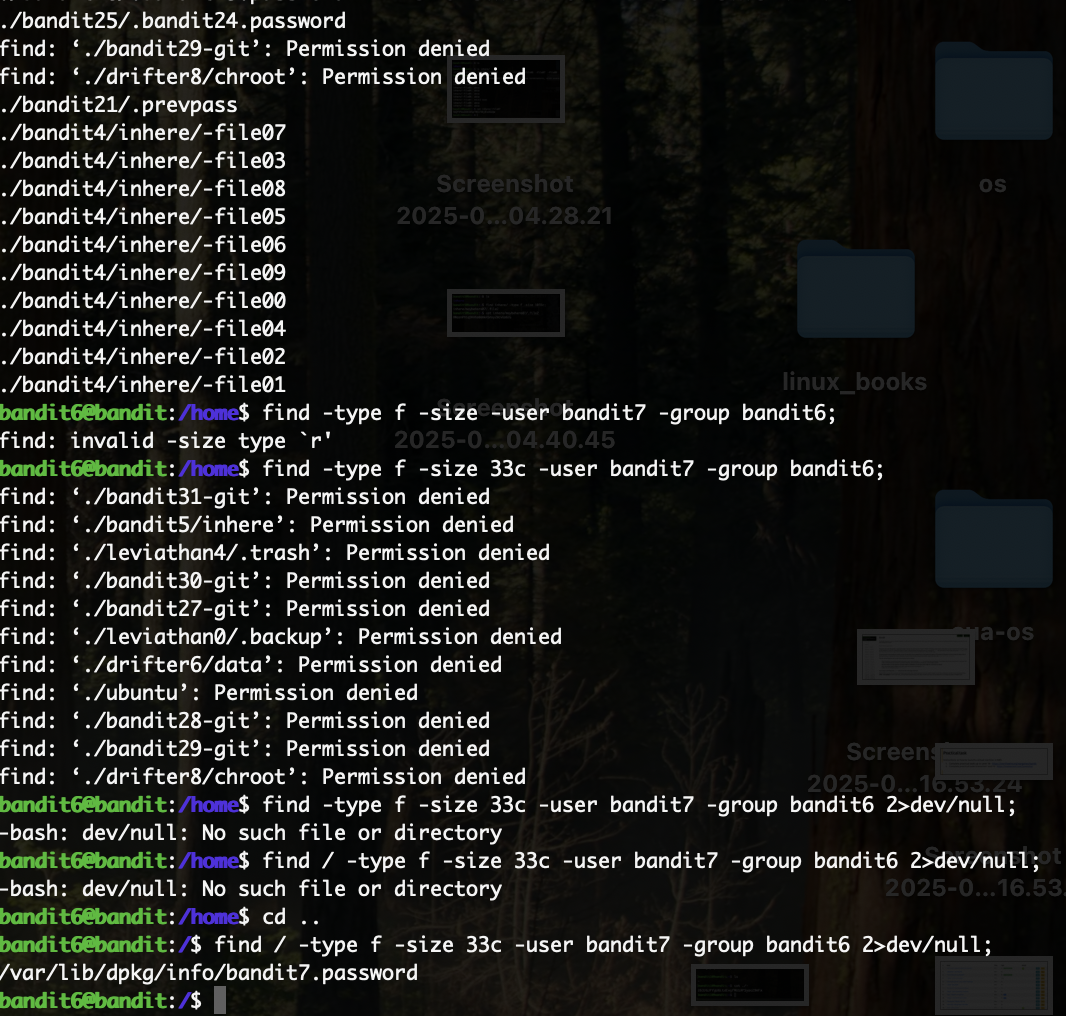 ./bandit25/.bandit24.password
find: ‘./bandit29-git’: Permission denied
find: ‘./drifter8/chroot’: Permission denied
./bandit21/.prevpass
./bandit4/inhere/-file07
./bandit4/inhere/-file03
./bandit4/inhere/-file08
./bandit4/inhere/-file05
./bandit4/inhere/-file06
./bandit4/inhere/-file09
./bandit4/inhere/-file00
./bandit4/inhere/-file04
./bandit4/inhere/-file02
./bandit4/inhere/-file01
bandit6@bandit:/home$ find -type f -size -user bandit7 -group bandit6;
find: invalid -size type `r'
bandit6@bandit:/home$ find -type f -size 33c -user bandit7 -group bandit6;
find: ‘./bandit31-git’: Permission denied
find: ‘./bandit5/inhere’: Permission denied
find: ‘./leviathan4/.trash’: Permission denied
find: ‘./bandit30-git’: Permission denied
find: ‘./bandit27-git’: Permission denied
find: ‘./leviathan0/.backup’: Permission denied
find: ‘./drifter6/data’: Permission denied
find: ‘./ubuntu’: Permission denied
find: ‘./bandit28-git’: Permission denied
find: ‘./bandit29-git’: Permission denied
find: ‘./drifter8/chroot’: Permission denied
bandit6@bandit:/home$ find -type f -size 33c -user bandit7 -group bandit6 2>dev/null;
-bash: dev/null: No such file or directory
bandit6@bandit:/home$ find / -type f -size 33c -user bandit7 -group bandit6 2>dev/null;
-bash: dev/null: No such file or directory
bandit6@bandit:/home$ cd ..
bandit6@bandit:/$ find / -type f -size 33c -user bandit7 -group bandit6 2>dev/null;
/var/lib/dpkg/info/bandit7.password
bandit6@bandit:/$
Screenshot
2025-0...04.28.21
os
linux_books
Screenshot
2025-0...04.40.45
-os
Screens
2025-0...16.53.24
Screenshot
2025-0...16.53.